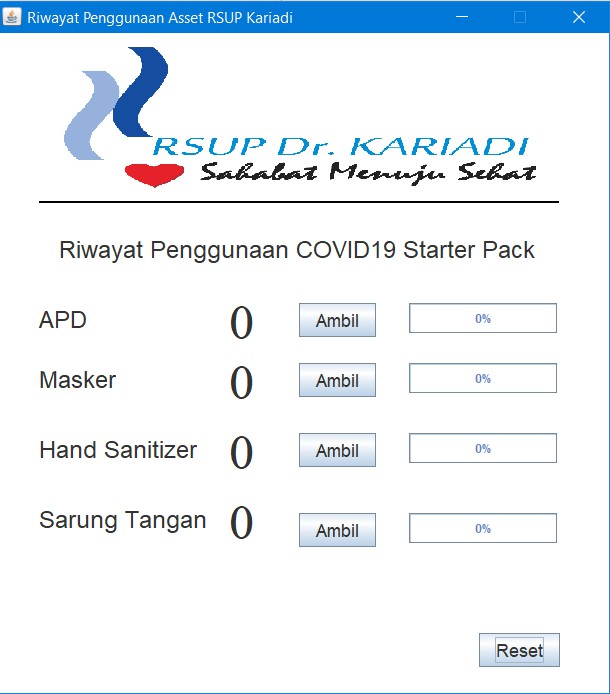 Riwayat Penggunaan Asset RSUP Kariadi
RSUP Dr. KARIADI
Sahabat Menuju Sehat
Riwayat Penggunaan COVID19 Starter Pack
APD 0 Ambil 0%
Masker 0 Ambil 0%
Hand Sanitizer 0 Ambil 0%
Sarung Tangan 0 Ambil 0%
Reset